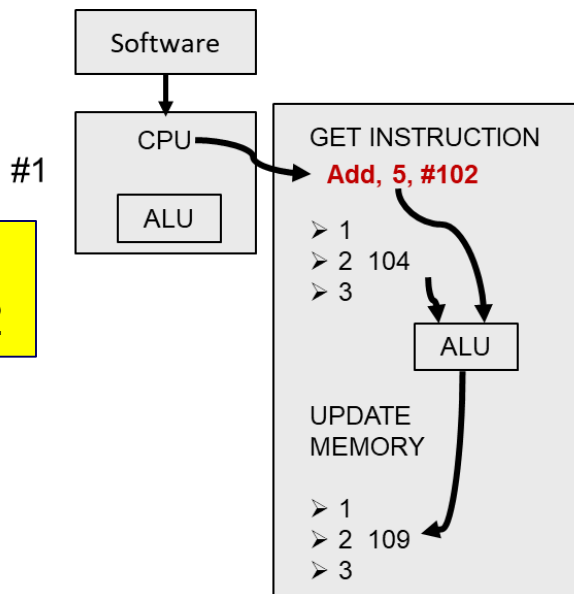 Software
CPU
ALU
#1
GET INSTRUCTION
Add, 5, #102
➢ 1
➢ 2 104
➢ 3
ALU
UPDATE
MEMORY
➢ 1
➢ 2 109
➢ 3